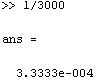 >> 1/3000
ans =
3.3333e-004